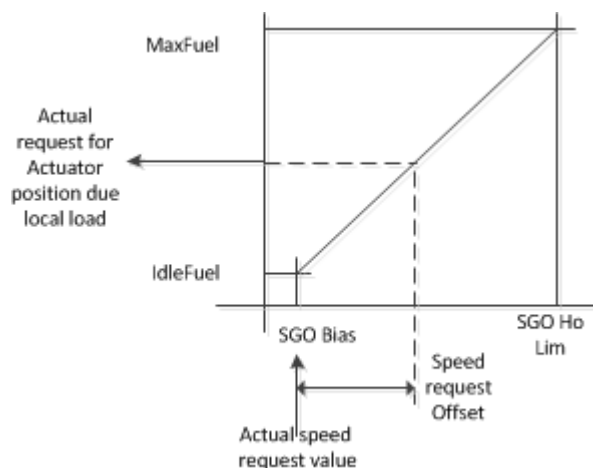 MaxFuel
Actual
request for
Actuator
position due
local load
IdleFuel
SGO Bias
SGO Ho
Lim
Speed
request
Offset
Actual speed
request value